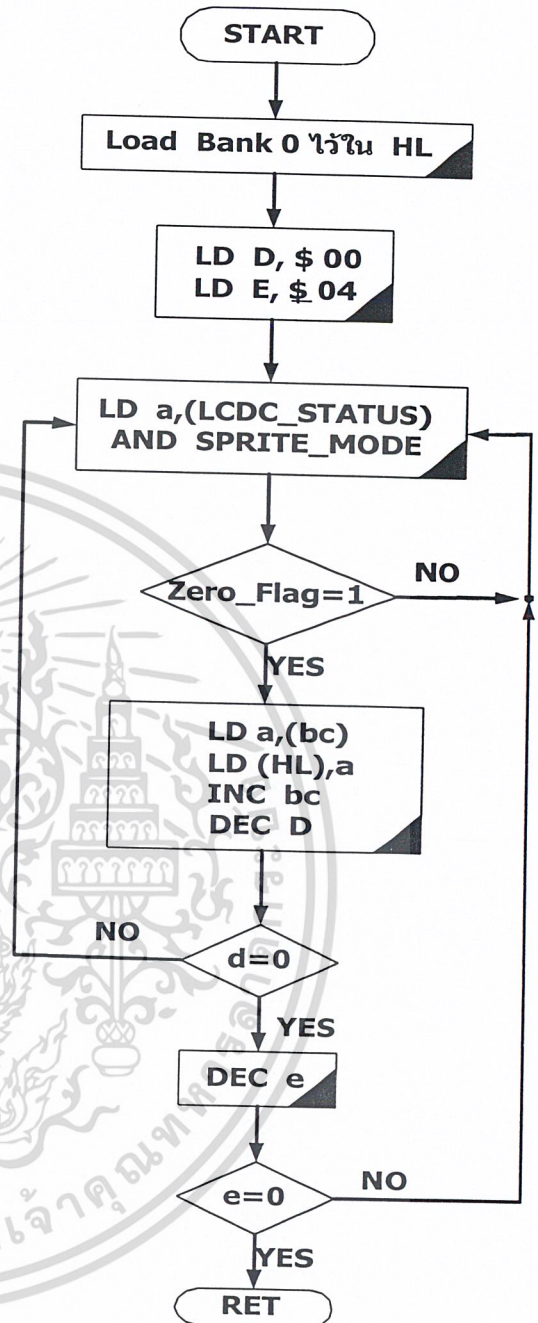 START
Load Bank 0 ไว้ใน HL
LD D, $ 00
LD E, $ 04
LD a,(LCDC_STATUS)
AND SPRITE_MODE
Zero_Flag=1
NO
YES
LD a,(bc)
LD (HL),a
INC bc
DEC D
NO
d=0
YES
DEC e
e=0
NO
YES
RET